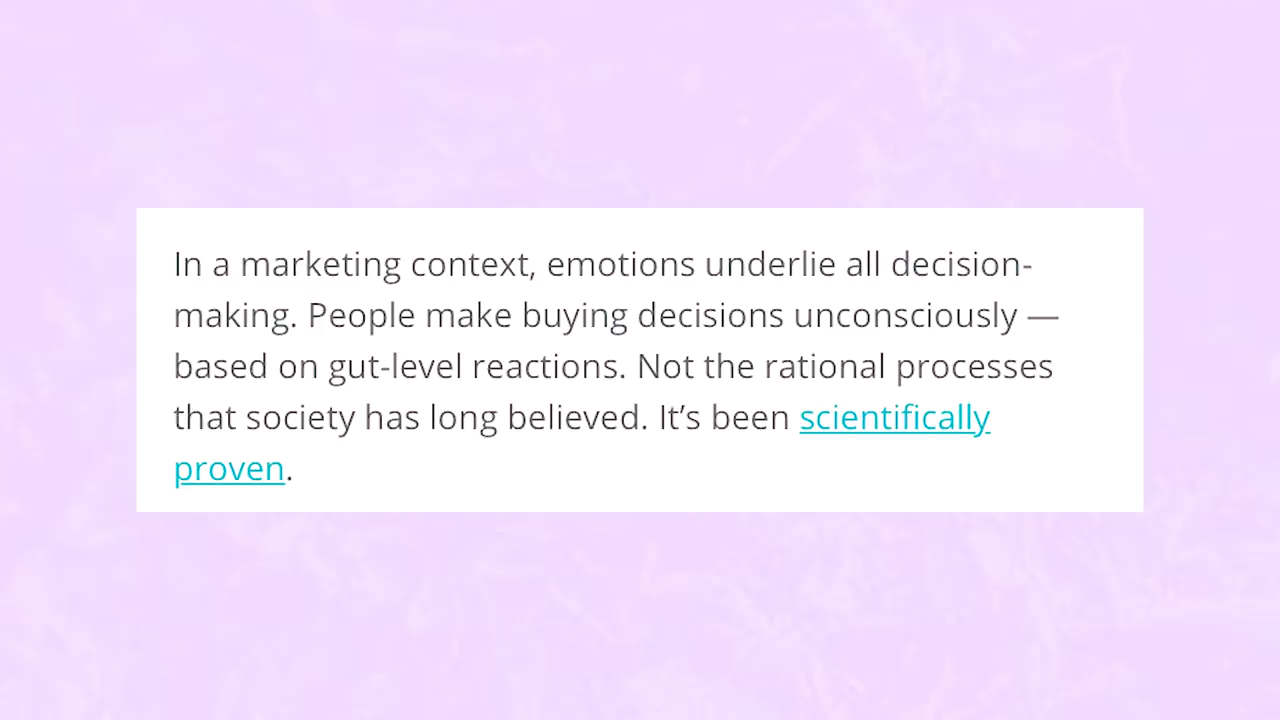 In a marketing context, emotions underlie all decision-
making. People make buying decisions unconsciously —
based on gut-level reactions. Not the rational processes
that society has long believed. It’s been scientifically
proven.